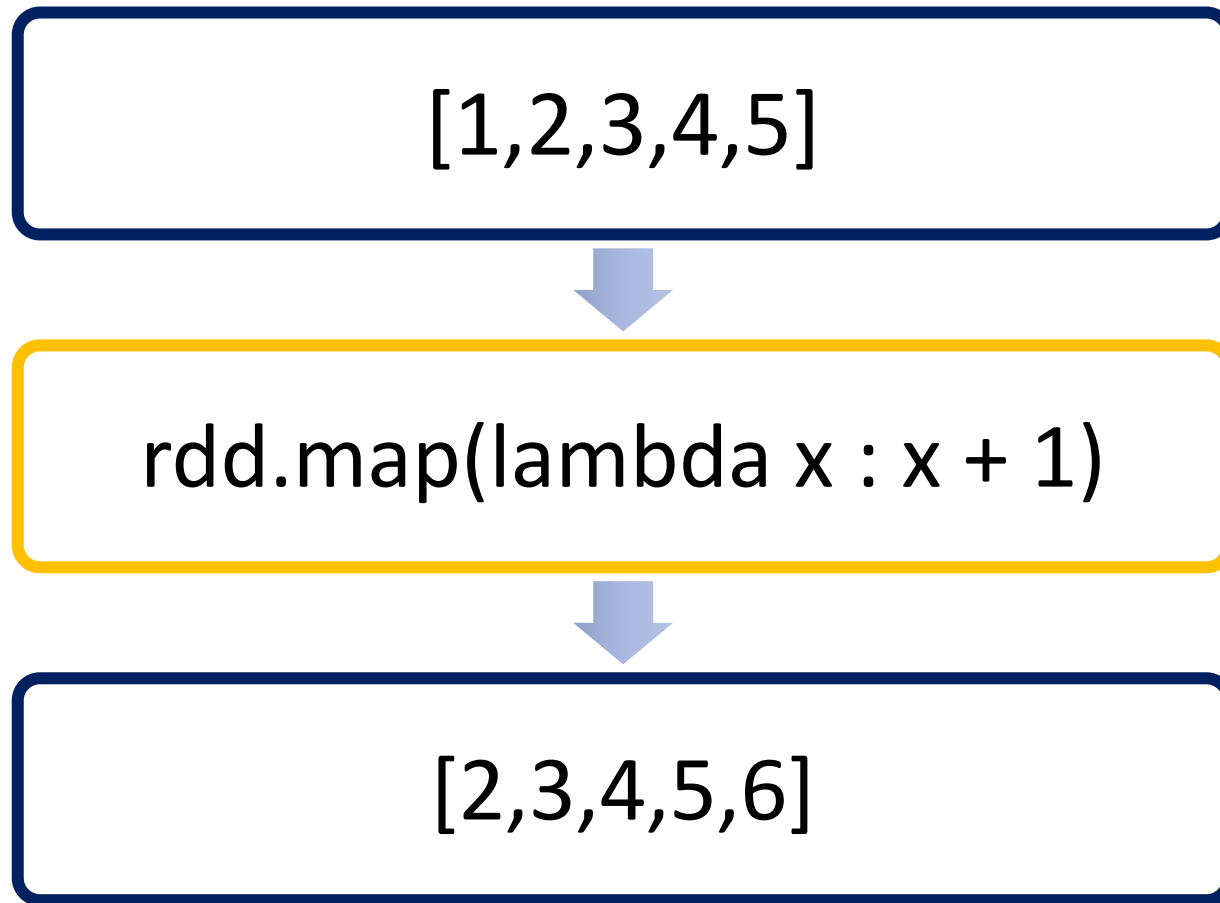 [1,2,3,4,5]
rdd.map(lambda x : x + 1)
[2,3,4,5,6]